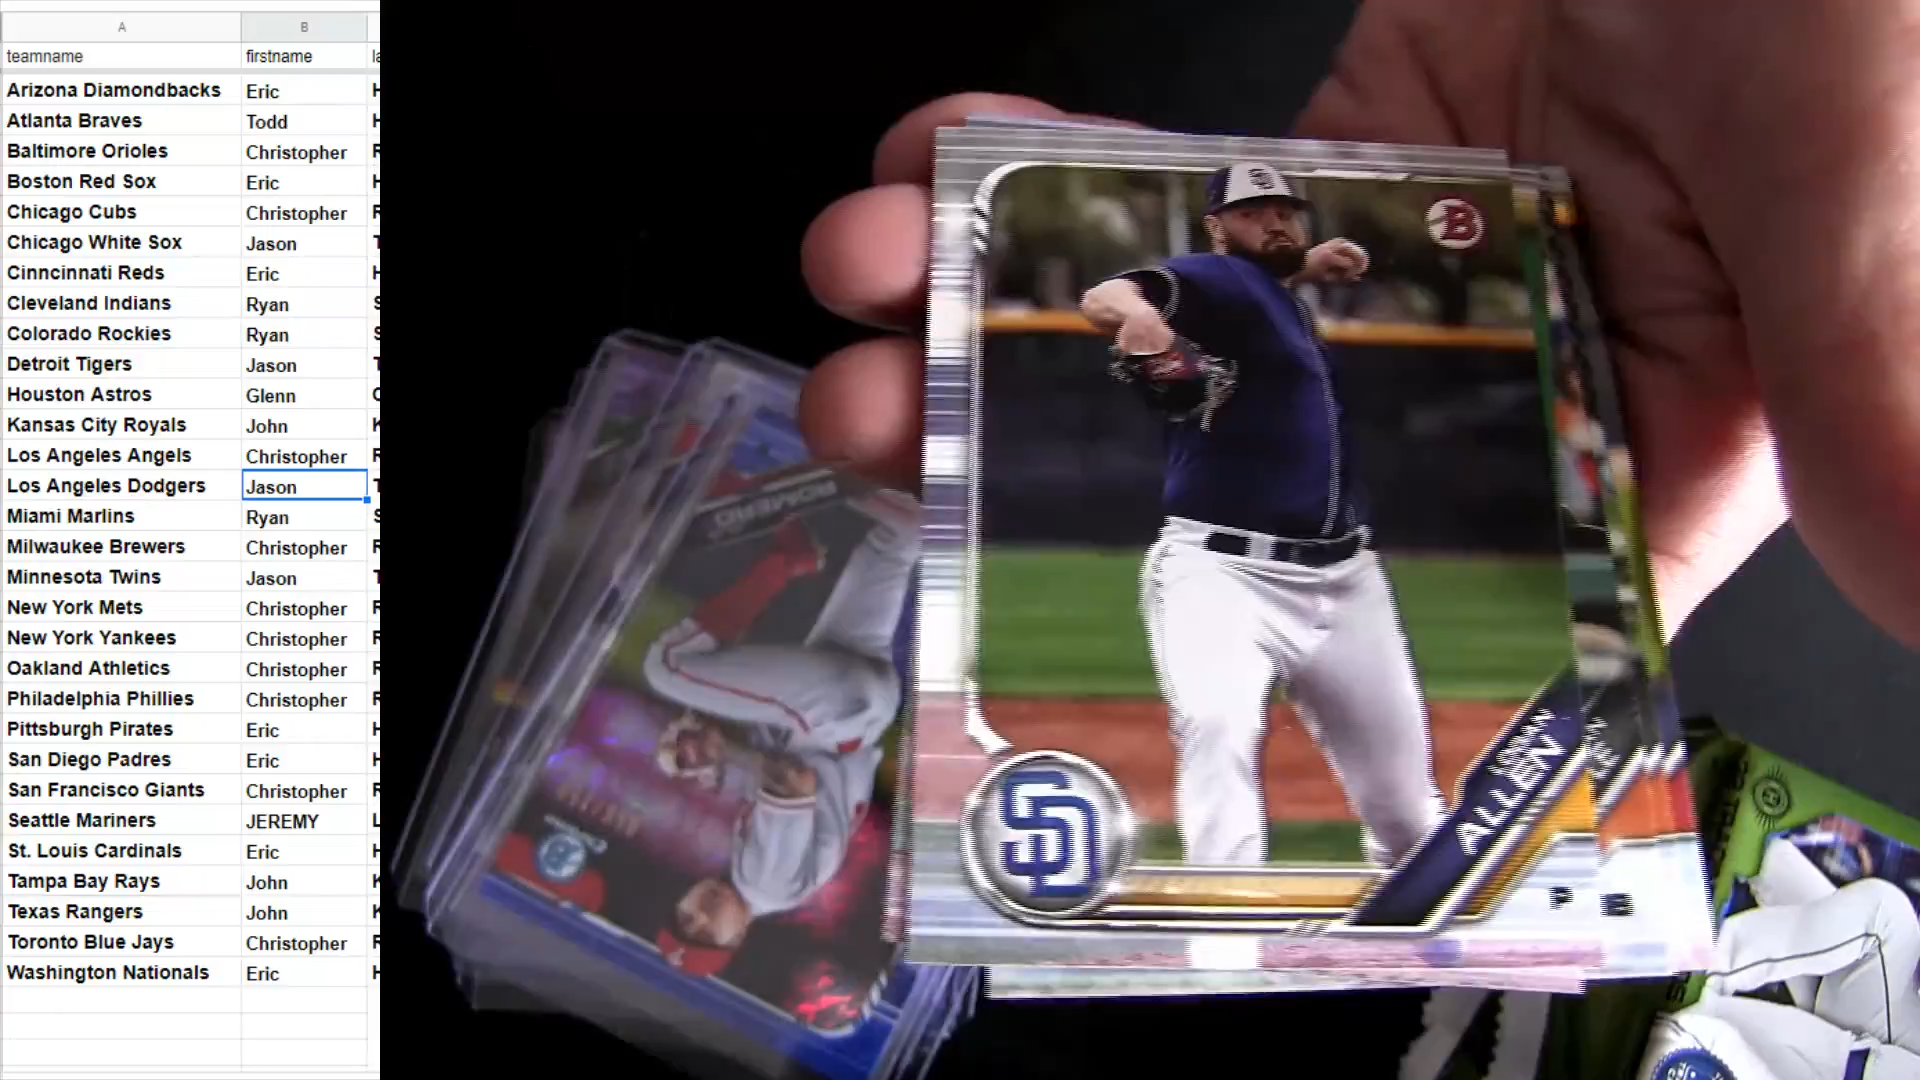 A B
teamname firstname
Arizona Diamondbacks Eric H
Atlanta Braves Todd H
Baltimore Orioles Christopher R
Boston Red Sox Eric H
Chicago Cubs Christopher R
Chicago White Sox Jason T
Cinncinnati Reds Eric H
Cleveland Indians Ryan S
Colorado Rockies Ryan S
Detroit Tigers Jason T
Houston Astros Glenn
Kansas City Royals John K
Los Angeles Angels Christopher R
Los Angeles Dodgers Jason T
Miami Marlins Ryan S
Milwaukee Brewers Christopher R
Minnesota Twins Jason T
New York Mets Christopher R
New York Yankees Christopher R
Oakland Athletics Christopher R
Philadelphia Phillies Christopher R
Pittsburgh Pirates Eric H
San Diego Padres Eric H
San Francisco Giants Christopher R
Seattle Mariners JEREMY L
St. Louis Cardinals Eric H
Tampa Bay Rays John K
Texas Rangers John K
Toronto Blue Jays Christopher R
Washington Nationals Eric H
B
ALLEN
SD
P B
ROMERO
B